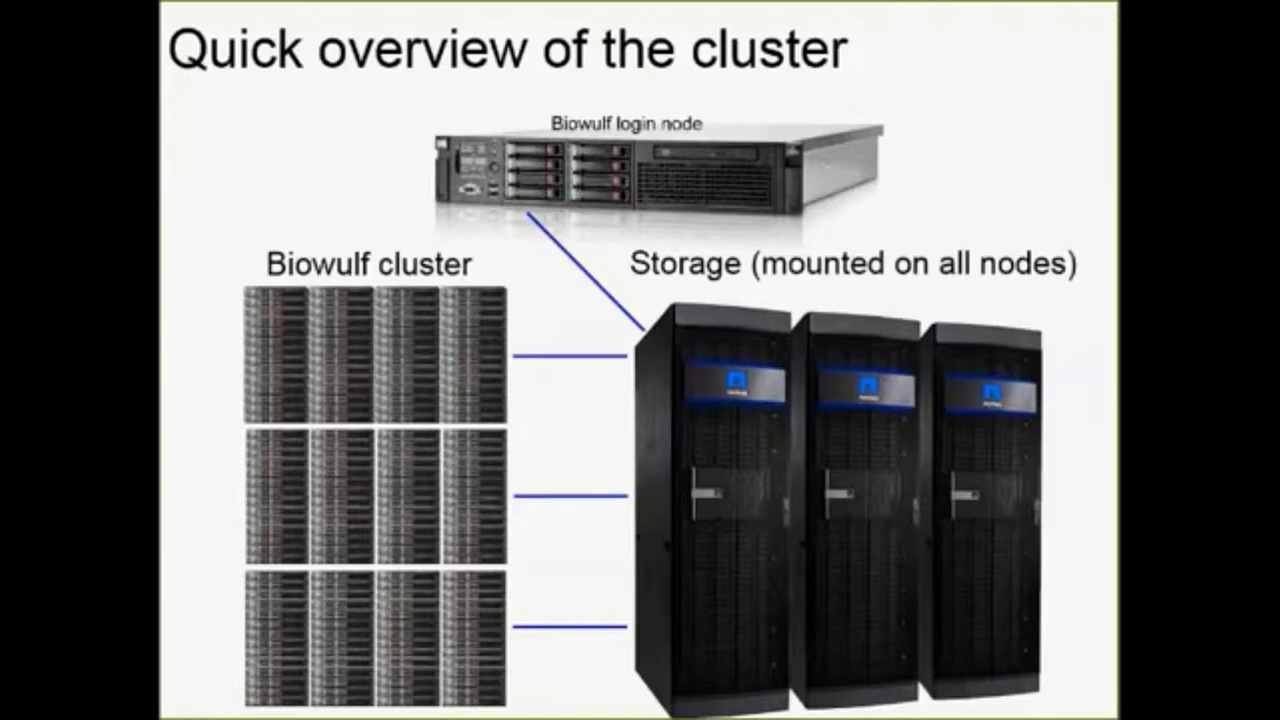 Quick overview of the cluster
Biowulf login node
Biowulf cluster
Storage (mounted on all nodes)